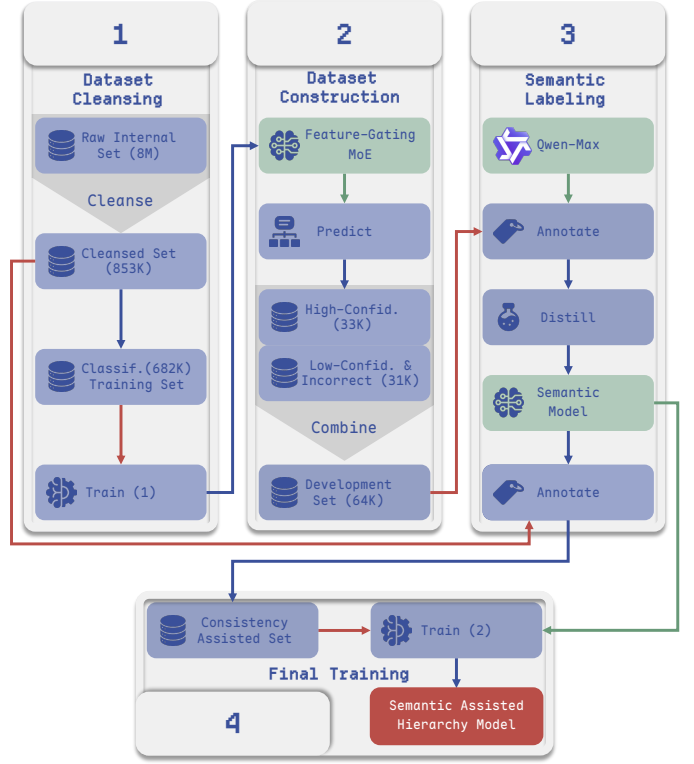 1
Dataset
Cleansing
Raw Internal
Set (8M)
Cleanse
Cleansed Set
(853K)
Classif.(682K)
Training Set
Train (1)
2
Dataset
Construction
Feature-Gating
MoE
Predict
High-Confid.
(33K)
Low-Confid. &
Incorrect (31K)
Combine
Development
Set (64K)
3
Semantic
Labeling
Qwen-Max
Annotate
Distill
Semantic
Model
Annotate
Consistency
Assisted Set
Train (2)
Final Training
Semantic Assisted
Hierarchy Model
4